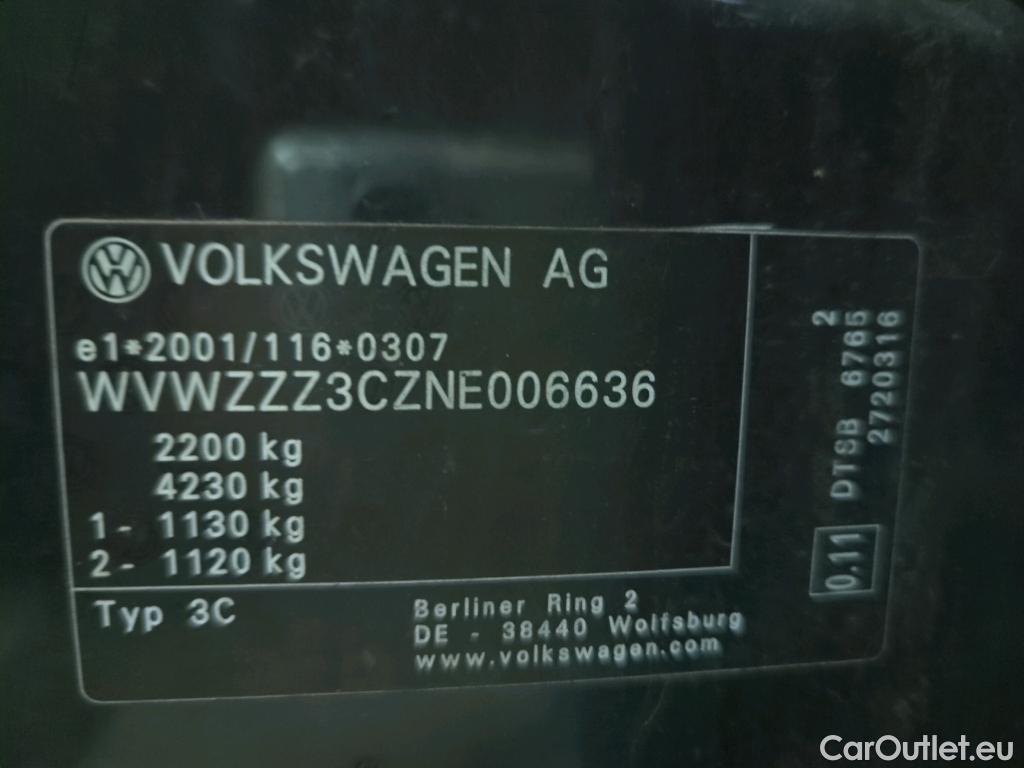 VOLKSWAGEN AG
e1*2001/116*0307
WVWZZZ3CZNE006636
2200 kg
4230 kg
1- 1130 kg
2- 1120 kg
Typ 3C
Berliner Ring 2
DE - 38440 Wolfsburg
www.volkswagen.com
2
0.11 DTSB 6765
2720316
CarOutlet.eu